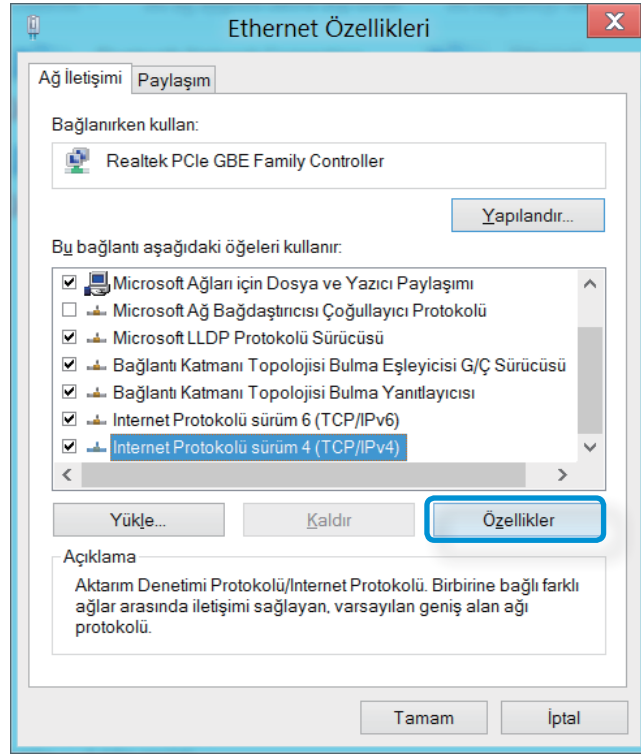 Ethernet Özellikleri
X
Ağ İletişimi
Paylaşım
Bağlanırken kullan:
Realtek PCIe GBE Family Controller
Yapılandır...
Bu bağlantı aşağıdaki öğeleri kullanır:
Microsoft Ağları için Dosya ve Yazıcı Paylaşımı
Microsoft Ağ Bağdaştırıcısı Çoğullayıcı Protokolü
Microsoft LLDP Protokolü Sürücüsü
Bağlantı Katmanı Topolojisi Bulma Eşleyicisi G/Ç Sürücüsü
Bağlantı Katmanı Topolojisi Bulma Yanıtlayıcısı
Internet Protokolü sürüm 6 (TCP/IPv6)
Internet Protokolü sürüm 4 (TCP/IPv4)
Yükle...
Kaldır
Özellikler
Açıklama
Aktarım Denetimi Protokolü/Internet Protokolü. Birbirine bağlı farklı
ağlar arasında iletişimi sağlayan, varsayılan geniş alan ağı
protokolü.
Tamam
İptal